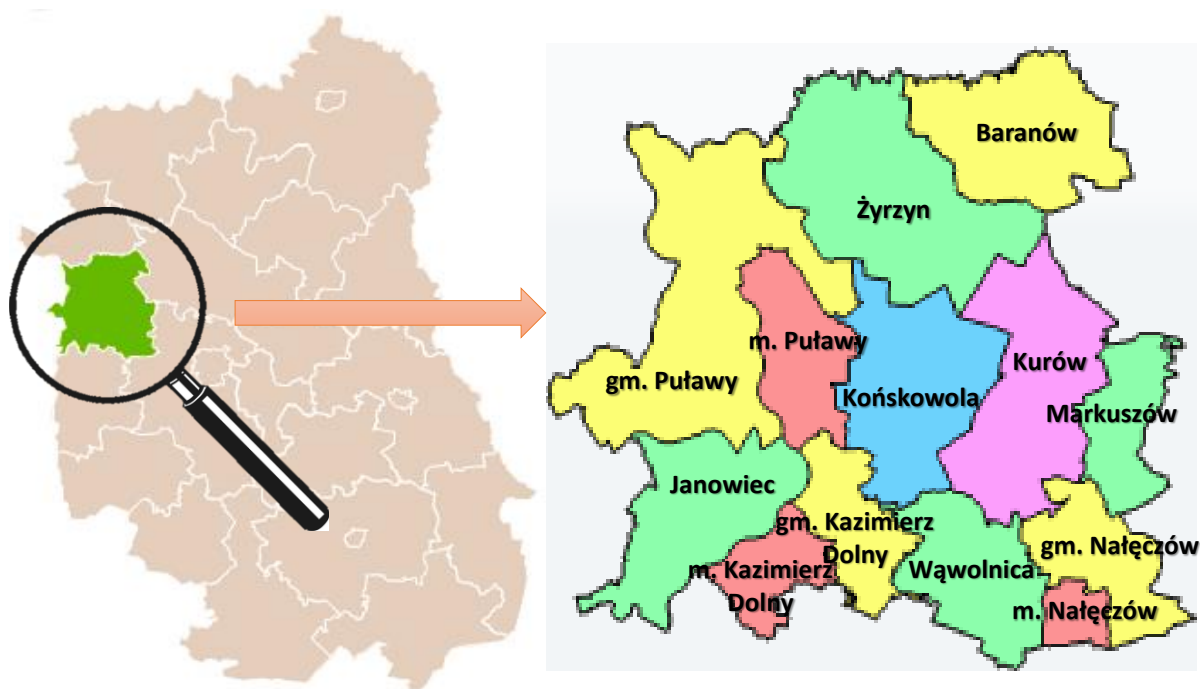 Baranów
Żyrzyn
m. Puławy
Kurów
gm. Puławy
Końskowola
Markuszów
Janowiec
gm. Kazimierz
Dolny
gm. Nałęczów
m. Kazimierz
Dolny
Wąwolnica
m. Nałęczów